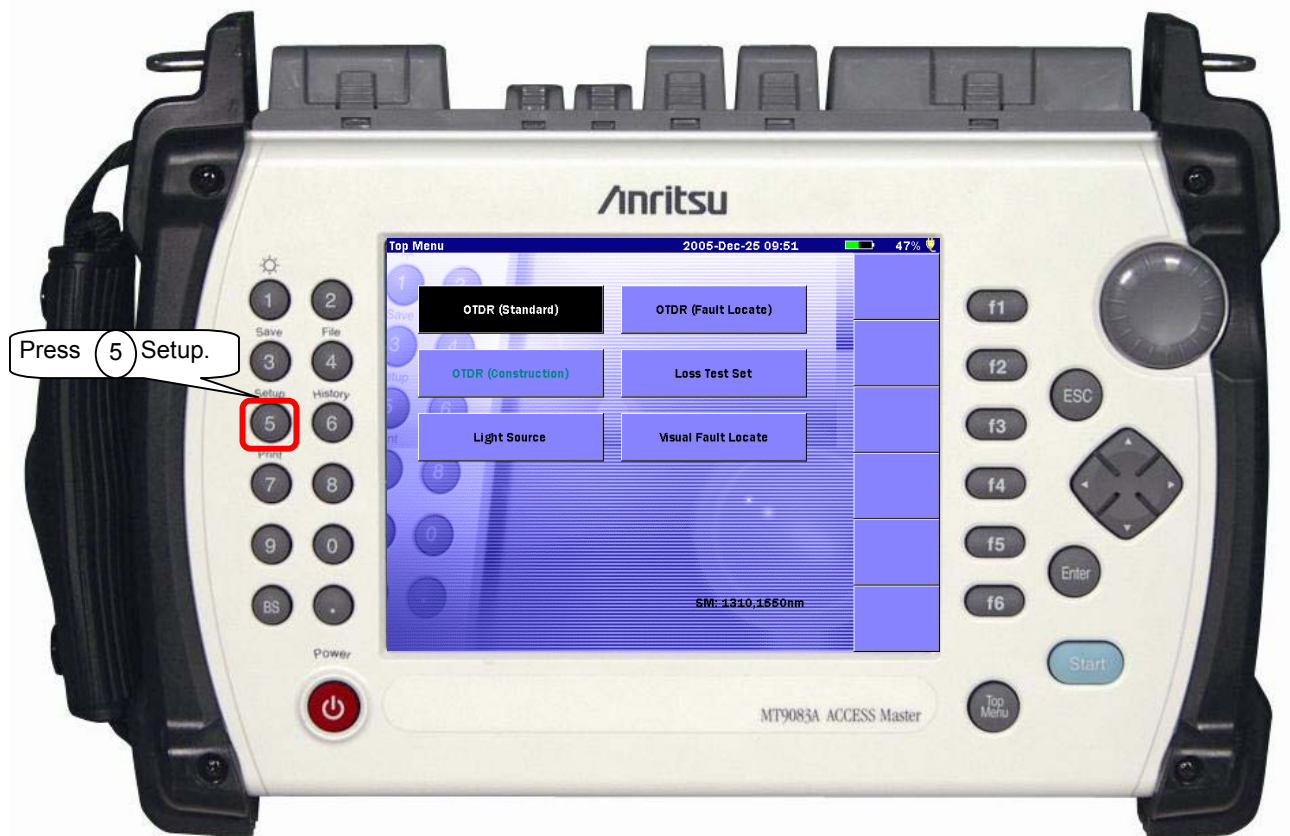 Anritsu
Top Menu 2005-Dec-25 09:51 47%
OTDR (Standard) OTDR (Fault Locate)
OTDR (Construction) Loss Test Set
Light Source Visual Fault Locate
SM: 1310,1550nm
Press 5 Setup.
1 2
Save File
3 4
Setup History
5 6
Print
7 8
9 0
BS .
Power
f1
f2
f3
f4
f5
f6
ESC
Enter
Start
Top
Menu
MT9083A ACCESS Master